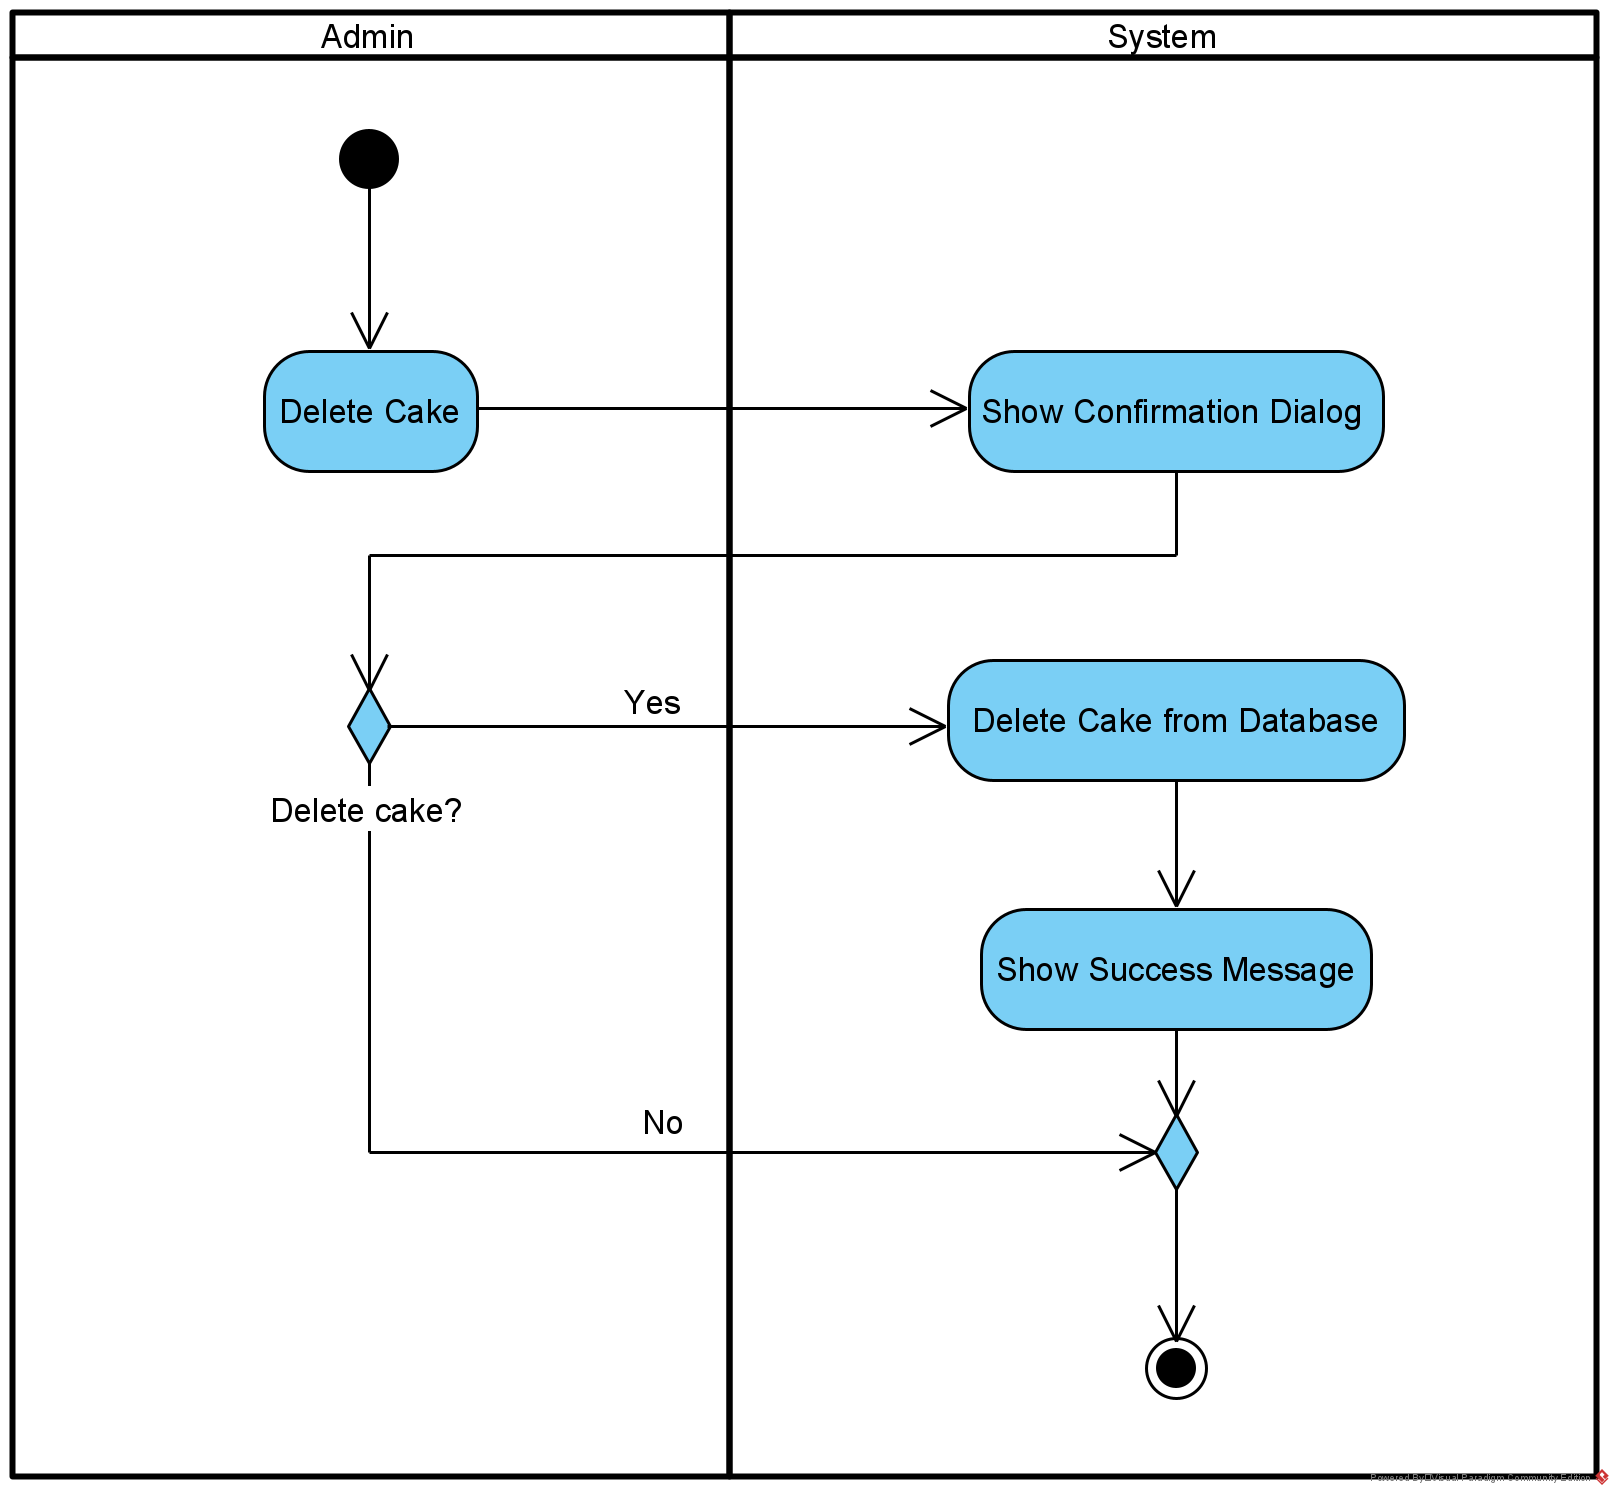 Admin
System
Delete Cake
Show Confirmation Dialog
Yes
Delete Cake from Database
Delete cake?
Show Success Message
No
Powered By Visual Paradigm Community Edition